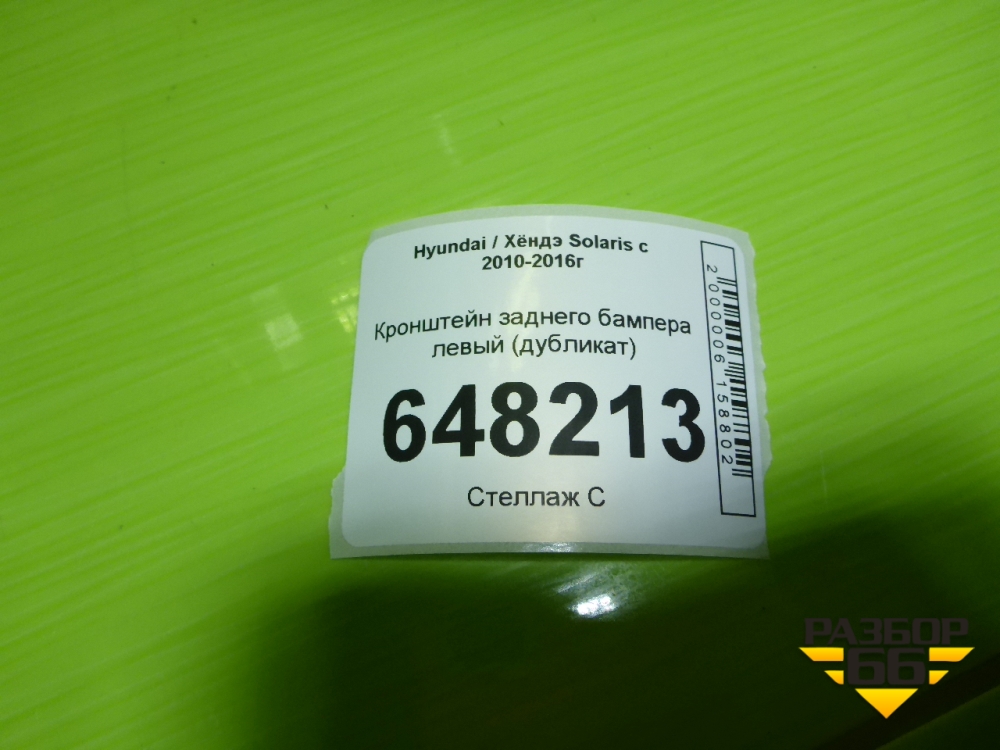 Hyundai / Хёндэ Solaris с
2010-2016г
Кронштейн заднего бампера
левый (дубликат)
648213
Стеллаж С
2000006158802
РАЗБОР
66